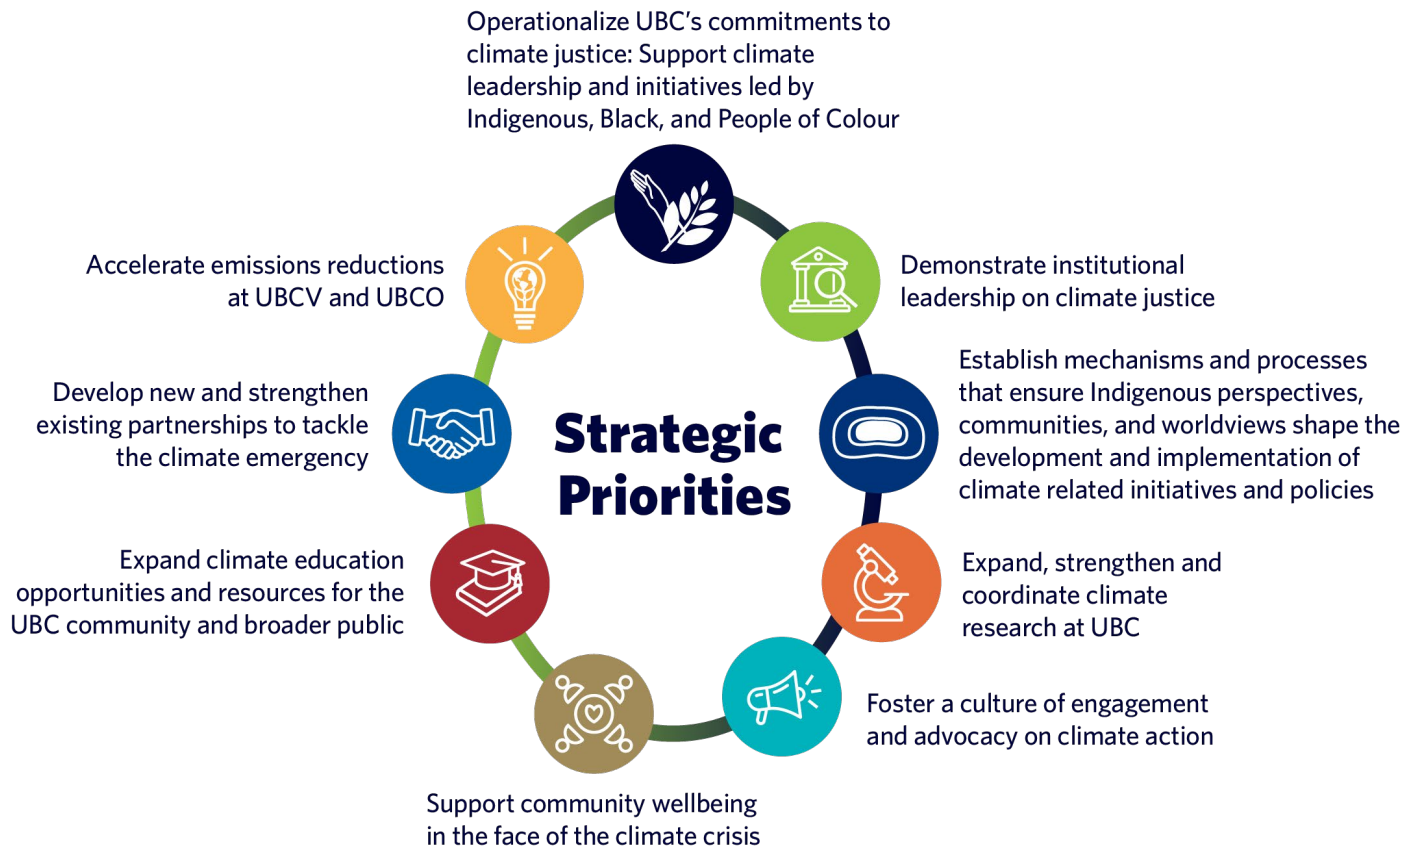 Operationalize UBC's commitments to
climate justice: Support climate
leadership and initiatives led by
Indigenous, Black, and People of Colour
Demonstrate institutional
leadership on climate justice
Establish mechanisms and processes
that ensure Indigenous perspectives,
communities, and worldviews shape the
development and implementation of
climate related initiatives and policies
Expand, strengthen and
coordinate climate
research at UBC
Foster a culture of engagement
and advocacy on climate action
Support community wellbeing
in the face of the climate crisis
Expand climate education
opportunities and resources for the
UBC community and broader public
Develop new and strengthen
existing partnerships to tackle
the climate emergency
Accelerate emissions reductions
at UBCV and UBCO
Strategic
Priorities